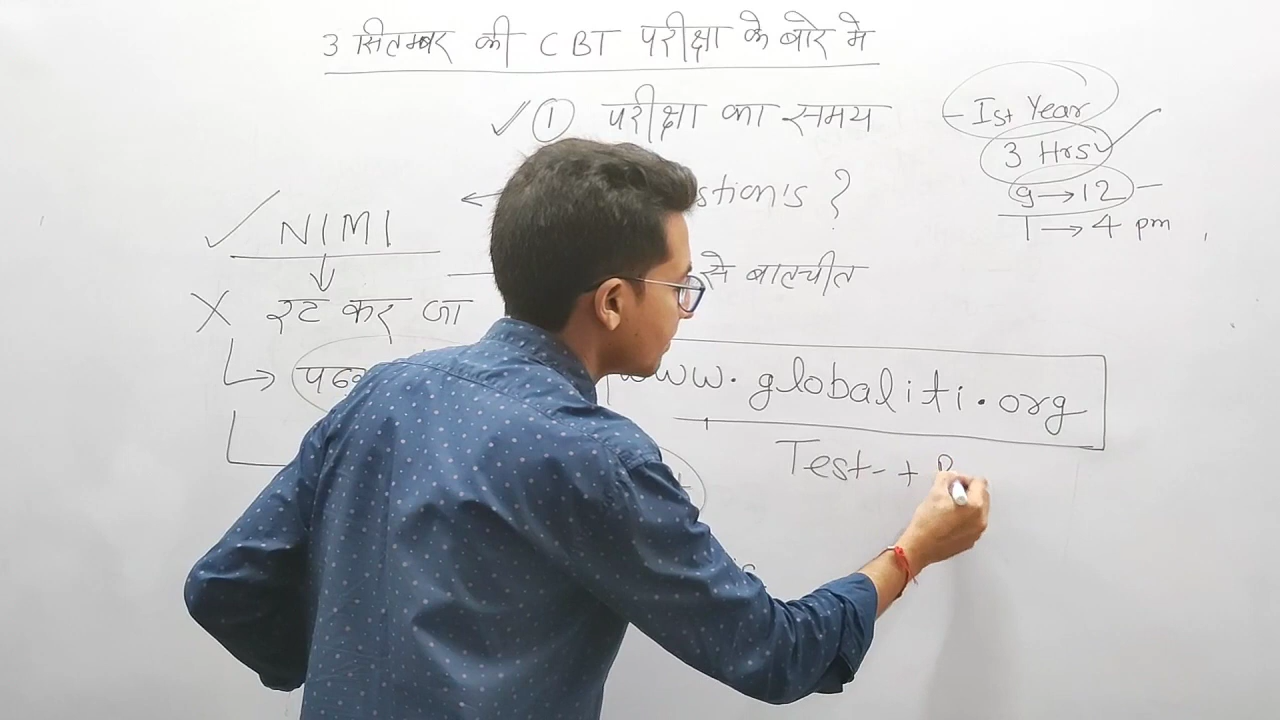 3 सितम्बर की CBT परीक्षा के बारे मे
① परीक्षा का समय
- Ist Year
3 Hrs
9 → 12
1 → 4 pm
stion's ?
NIMI
से बातचीत
X रट कर जा
www.globaliti.org
Test +